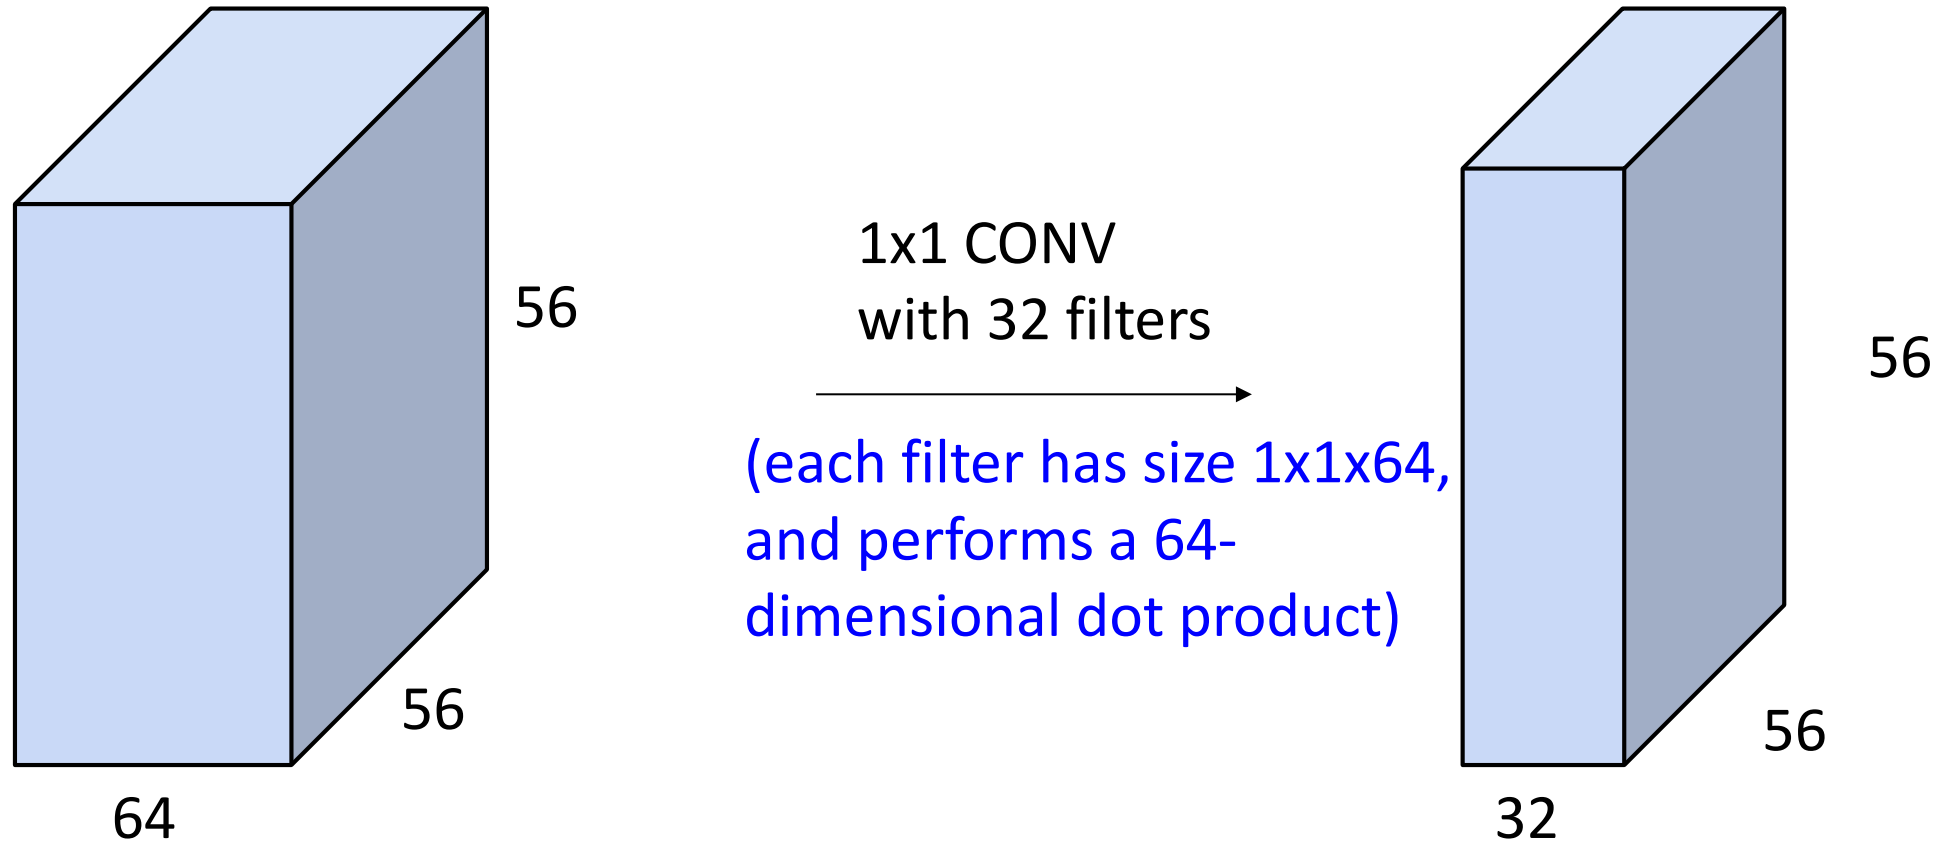 56
56
64
1x1 CONV
with 32 filters
(each filter has size 1x1x64,
and performs a 64-
dimensional dot product)
56
56
32